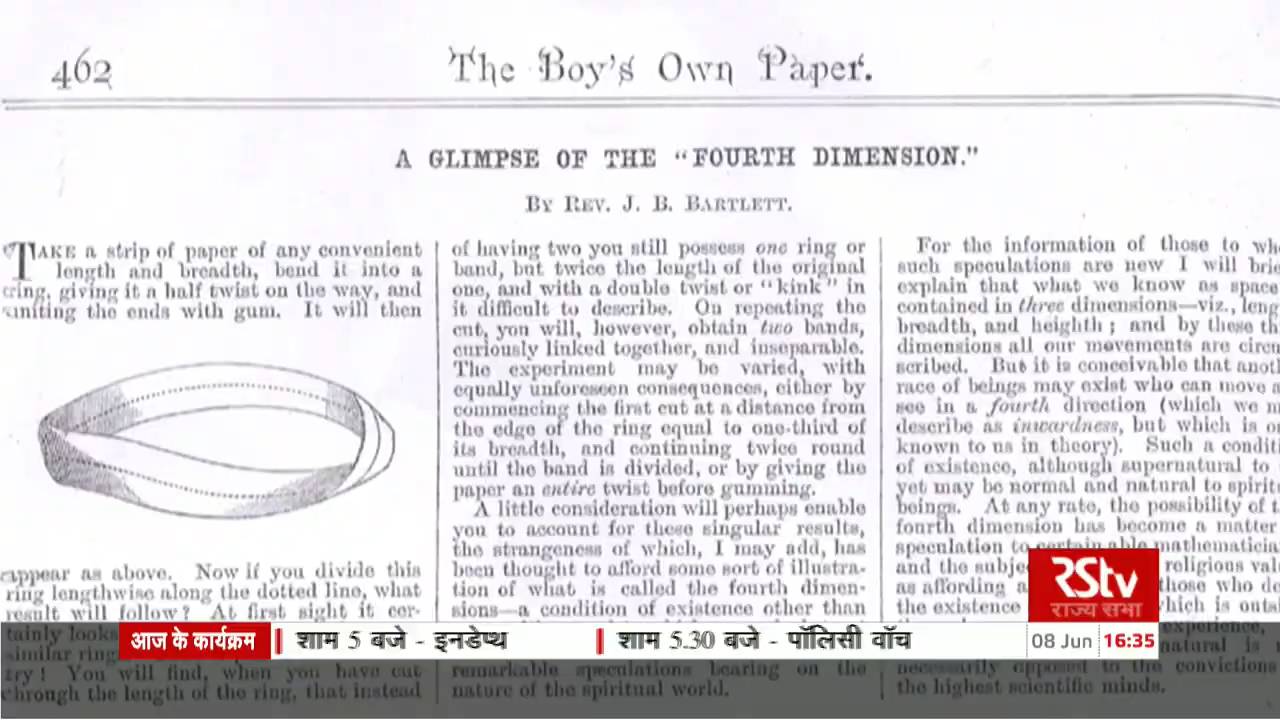 462
The Boy's Own Paper.
A GLIMPSE OF THE "FOURTH DIMENSION."
BY REV. J. B. BARTLETT.
TAKE a strip of paper of any convenient
length and breadth, bend it into a
ring, giving it a half twist on the way, and
uniting the ends with gum. It will then
appear as above. Now if you divide this
ring lengthwise along the dotted line, what
result will follow? At first sight it cer-
tainly looks
similar ring
try! You will find, when you have cut
through the length of the ring, that instead
of having two you still possess one ring or
band, but twice the length of the original
one, and with a double twist or "kink" in
it difficult to describe. On repeating the
cut, you will, however, obtain two bands,
curiously linked together, and inseparable.
The experiment may be varied, with
equally unforeseen consequences, either by
commencing the first cut at a distance from
the edge of the ring equal to one-third of
its breadth, and continuing twice round
until the band is divided, or by giving the
paper an entire twist before gumming.
A little consideration will perhaps enable
you to account for these singular results,
the strangeness of which, I may add, has
been thought to afford some sort of illustra-
tion of what is called the fourth dimen-
sions—a condition of existence other than
remarkable speculations bearing on the
nature of the spiritual world.
For the information of those to
such speculations are new I will
explain that what we know as space
contained in three dimensions—viz.,
breadth, and heighth; and by these
dimensions all our movements are
scribed. But it is conceivable that
race of beings may exist who can move
see in a fourth direction (which we
describe as inwardness, but which is
known to us in theory). Such a
of existence, although supernatural to
yet may be normal and natural to
beings. At any rate, the possibility of
fourth dimension has become a matter
speculation to certain able
and the religious
as affording those who
the existence which is
experience,
natural is
necessarily opposed to the convictions
the highest scientific minds.
RStv
राज्य सभा
आज के कार्यक्रम | शाम 5 बजे - इनडेप्थ | शाम 5.30 बजे - पॉलिसी वॉच 08 Jun 16:35